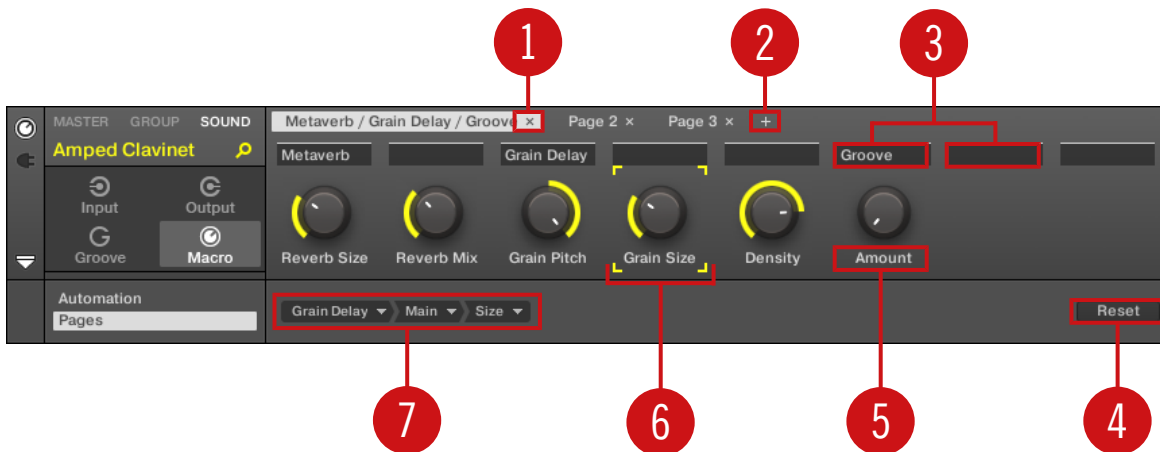 1 2 3
MASTER GROUP SOUND
Metaverb / Grain Delay / Groove × Page 2 × Page 3 × +
Amped Clavinet
Metaverb Grain Delay Groove
Input Output
Groove Macro
Reverb Size Reverb Mix Grain Pitch Grain Size Density Amount
Automation
Pages
Grain Delay Main Size Reset
7 6 5 4